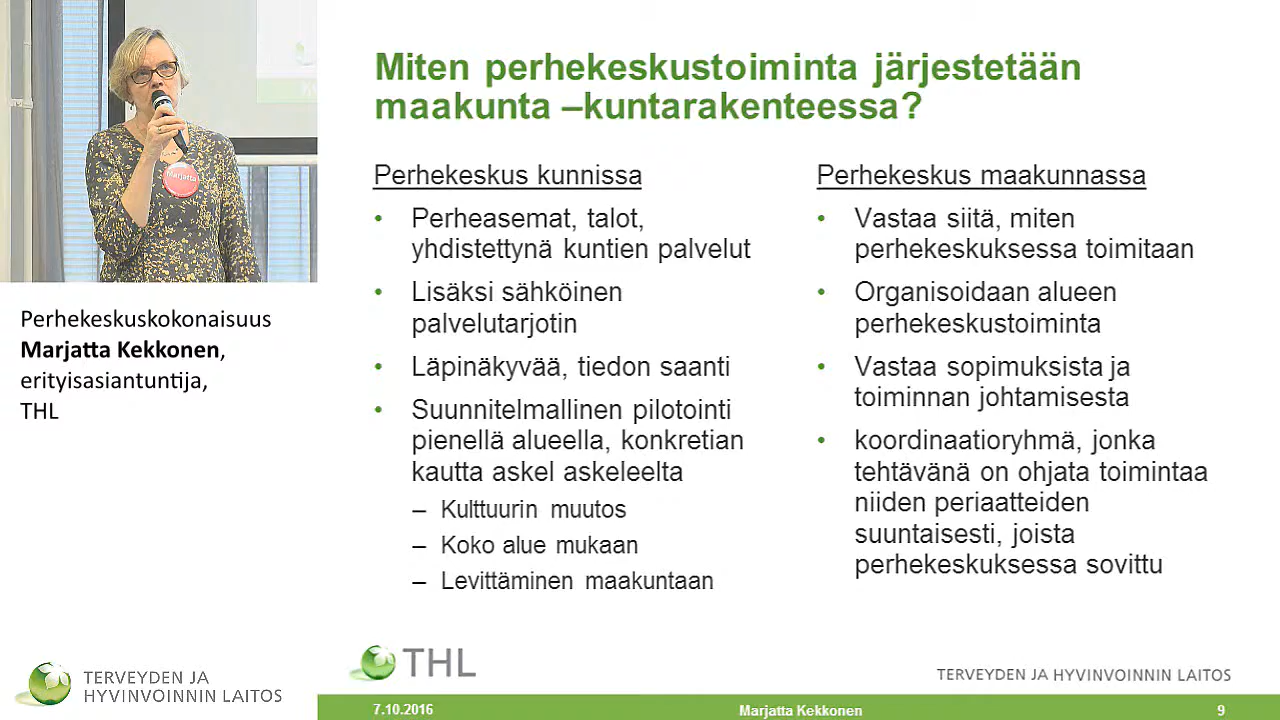 Marjatta
Perhekeskuskokonaisuus
Marjatta Kekkonen,
erityisasiantuntija,
THL
TERVEYDEN JA
HYVINVOINNIN LAITOS
Miten perhekeskustoiminta järjestetään
maakunta –kuntarakenteessa?
Perhekeskus kunnissa
• Perheasemat, talot,
yhdistettynä kuntien palvelut
• Lisäksi sähköinen
palvelutarjotin
• Läpinäkyvää, tiedon saanti
• Suunnitelmallinen pilotointi
pienellä alueella, konkretian
kautta askel askeleelta
– Kulttuurin muutos
– Koko alue mukaan
– Levittäminen maakuntaan
Perhekeskus maakunnassa
• Vastaa siitä, miten
perhekeskuksessa toimitaan
• Organisoidaan alueen
perhekeskustoiminta
• Vastaa sopimuksista ja
toiminnan johtamisesta
• koordinaatioryhmä, jonka
tehtävänä on ohjata toimintaa
niiden periaatteiden
suuntaisesti, joista
perhekeskuksessa sovittu
THL
TERVEYDEN JA HYVINVOINNIN LAITOS
7.10.2016
Marjatta Kekkonen
9